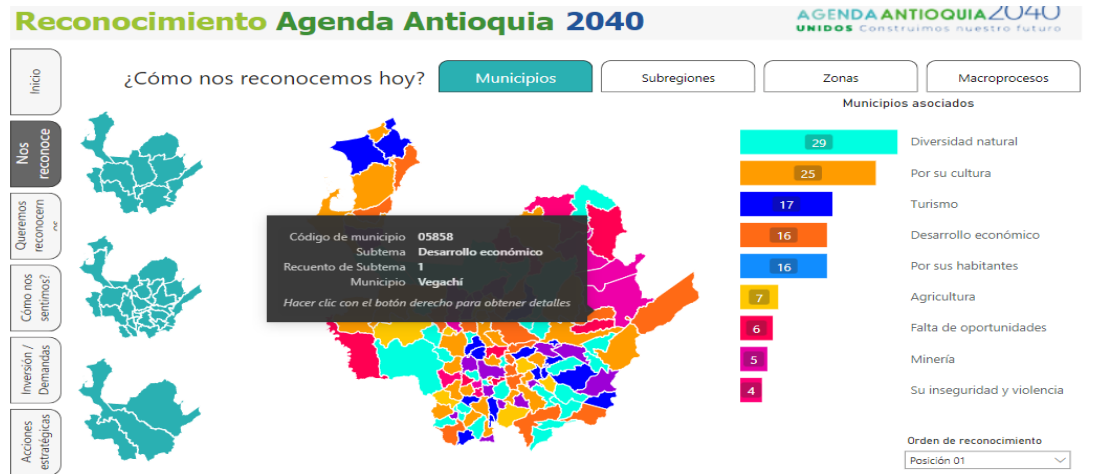 Reconocimiento Agenda Antioquia 2040
AGENDA ANTIOQUIA 2040
UNIDOS Construimos nuestro futuro
Inicio
Nos
reconoce
Queremos
reconocern
Cómo nos
sentimos?
Inversión /
Demandas
Acciones
estratégicas
¿Cómo nos reconocemos hoy?
Municipios
Subregiones
Zonas
Macroprocesos
Código de municipio 05858
Subtema Desarrollo económico
Recuento de Subtema 1
Municipio Vegachí
Hacer clic con el botón derecho para obtener detalles
Municipios asociados
29 Diversidad natural
25 Por su cultura
17 Turismo
16 Desarrollo económico
16 Por sus habitantes
7 Agricultura
6 Falta de oportunidades
5 Minería
4 Su inseguridad y violencia
Orden de reconocimiento
Posición 01